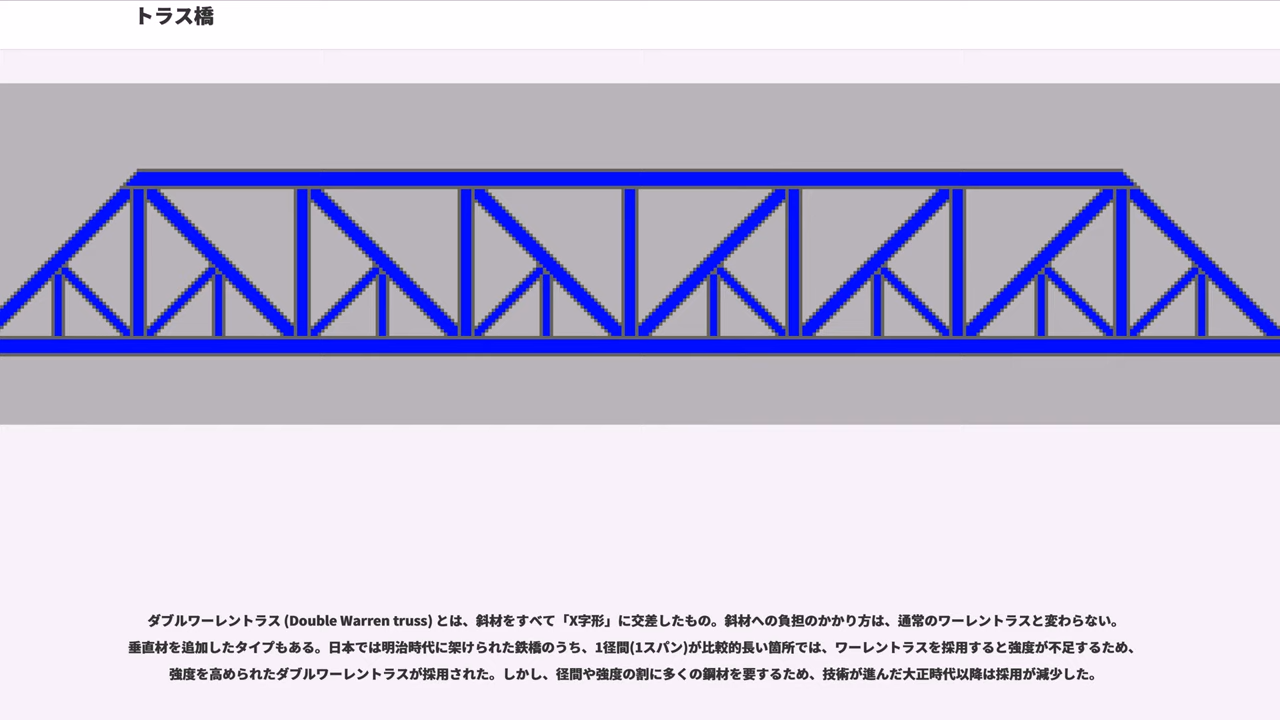 トラス橋
ダブルワーレントラス (Double Warren truss) とは、斜材をすべて「X字形」に交差したもの。斜材への負担のかかり方は、通常のワーレントラスと変わらない。
垂直材を追加したタイプもある。日本では明治時代に架けられた鉄橋のうち、1径間(1スパン)が比較的長い箇所では、ワーレントラスを採用すると強度が不足するため、
強度を高められたダブルワーレントラスが採用された。しかし、径間や強度の割に多くの鋼材を要するため、技術が進んだ大正時代以降は採用が減少した。